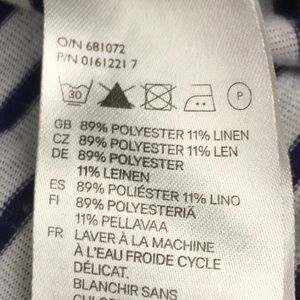 O/N 681072
P/N 0161221 7
30
P
GB 89% POLYESTER 11% LINEN
CZ 89% POLYESTER 11% LEN
DE 89% POLYESTER
11% LEINEN
ES 89% POLIÉSTER 11% LINO
FI 89% POLYESTERIÄ
11% PELLAVAA
FR LAVER À LA MACHINE
À L'EAU FROIDE CYCLE
DÉLICAT.
BLANCHIR SANS